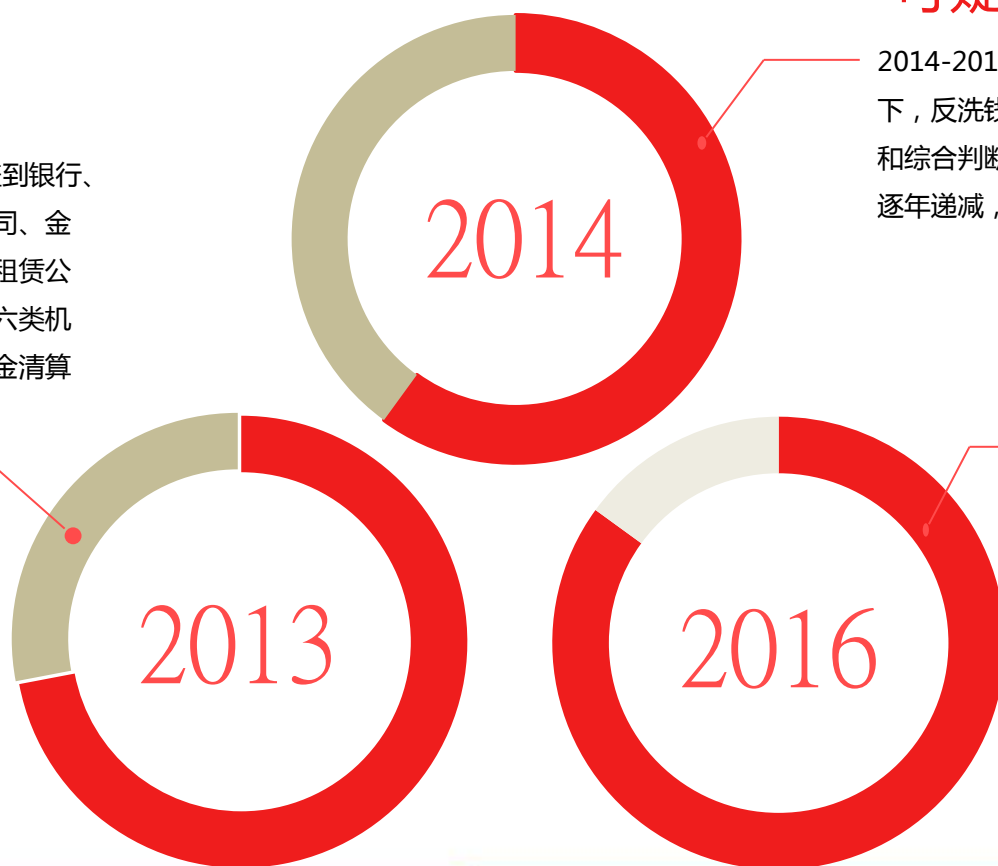 2014-201
下，反洗钱
和综合判断
逐年递减，
到银行、
司、金
租赁公
六类机
金清算
2014
2013
2016